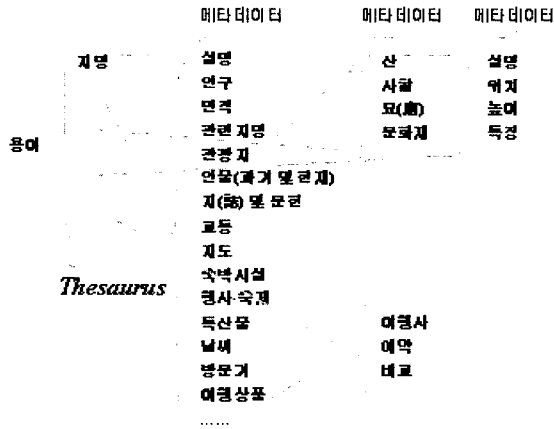 메타데이터 메타데이터 메타데이터
지명 설명 산 설명
인구 사찰 위치
면적 묘(廟) 높이
관련지명 문화재 특징
용어
관광지
인물(과거 및 현재)
지(誌) 및 문헌
교통
지도
숙박시설
Thesaurus
행사·축제
특산물 여행사
날씨 예약
방문기 비교
여행상품
......